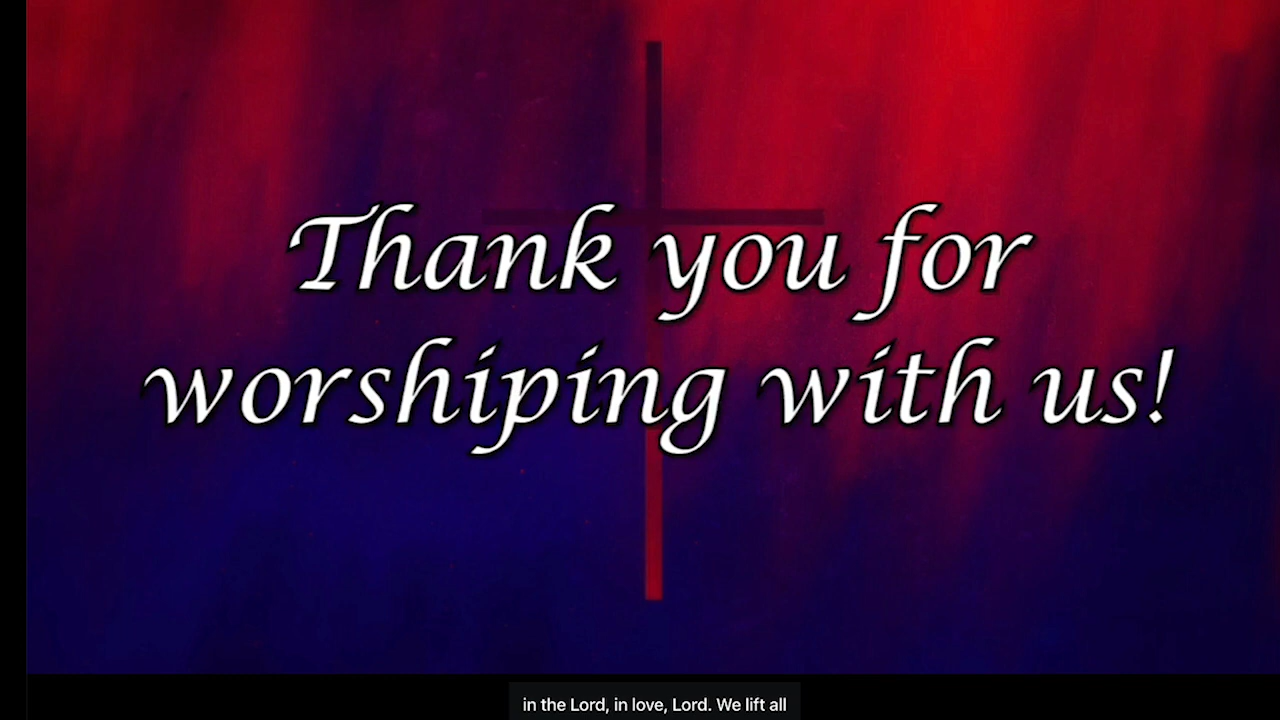 Thank you for
worshiping with us!
in the Lord, in love, Lord. We lift all